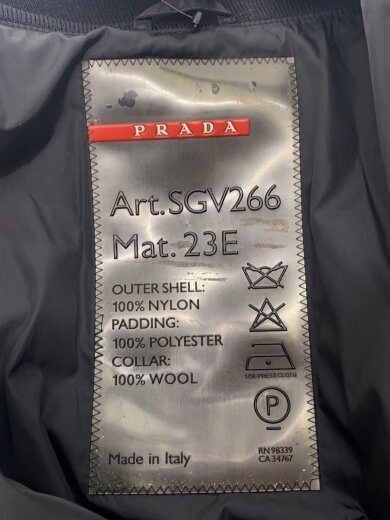 PRADA
Art.SGV266
Mat. 23E
OUTER SHELL:
100% NYLON
PADDING:
100% POLYESTER
COLLAR:
100% WOOL
USE PRESS CLOTH
P
Made in Italy
RN 98339
CA 34767